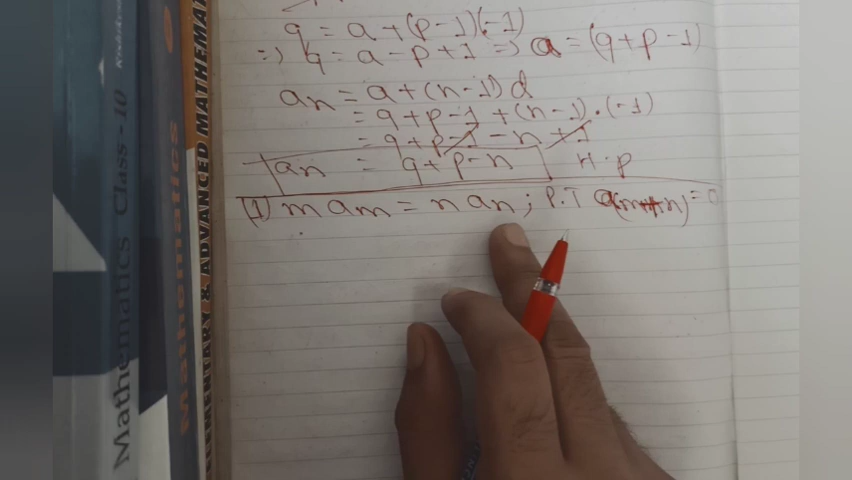 Mathematics Class-10
Mathematics
q = a + (p-1)(-1)
=) q = a - p + 1 => a = (q+p-1)
an = a + (n-1) d
= q + p - 1 + (n-1) . (-1)
= q + p - 1 - n + 1
an = q + p - n H.P
(1) m am = n an ; P.T a(m+n) = 0